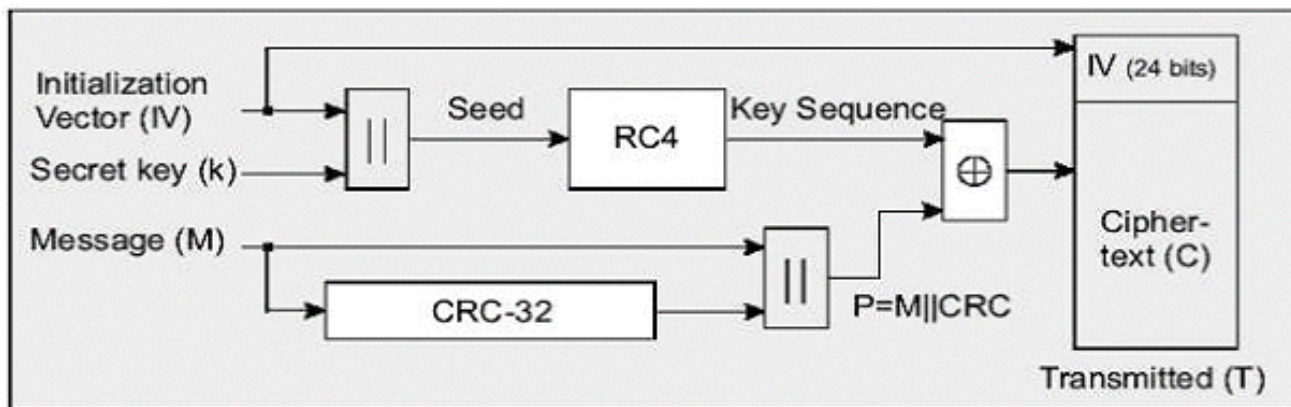 Initialization
Vector (IV)
Secret key (k)
Message (M)
||
Seed
RC4
Key Sequence
⊕
CRC-32
||
P=M||CRC
IV (24 bits)
Cipher-
text (C)
Transmitted (T)